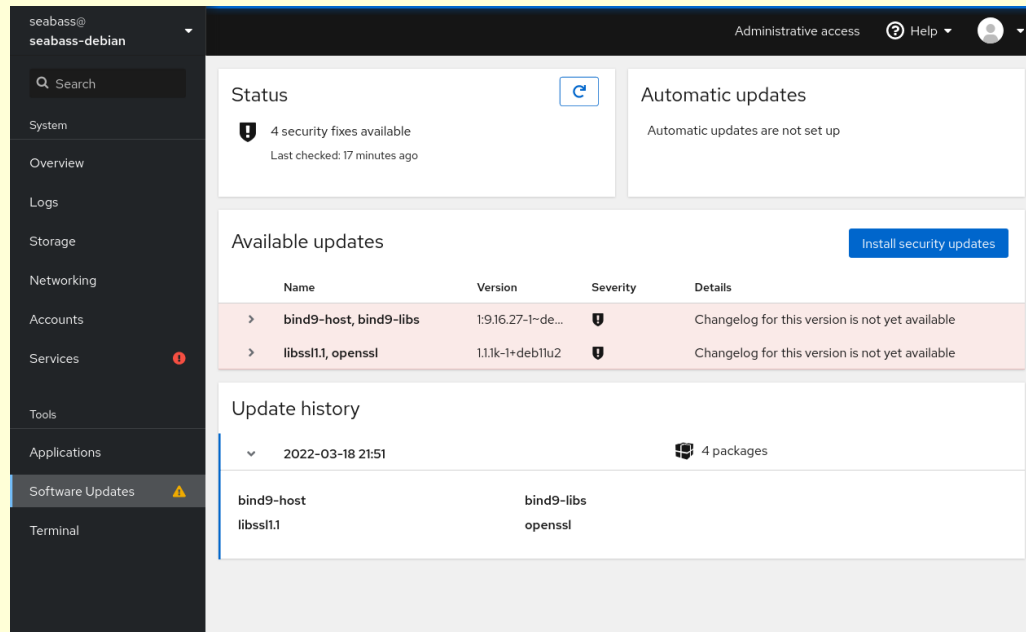 seabass@
seabass-debian
Administrative access
Help
Search
System
Overview
Logs
Storage
Networking
Accounts
Services
Tools
Applications
Software Updates
Terminal
Status
4 security fixes available
Last checked: 17 minutes ago
Automatic updates
Automatic updates are not set up
Available updates
Install security updates
Name Version Severity Details
bind9-host, bind9-libs 1:9.16.27-1~de... Changelog for this version is not yet available
libssl1.1, openssl 1.1.1k-1+deb11u2 Changelog for this version is not yet available
Update history
2022-03-18 21:51 4 packages
bind9-host bind9-libs
libssl1.1 openssl